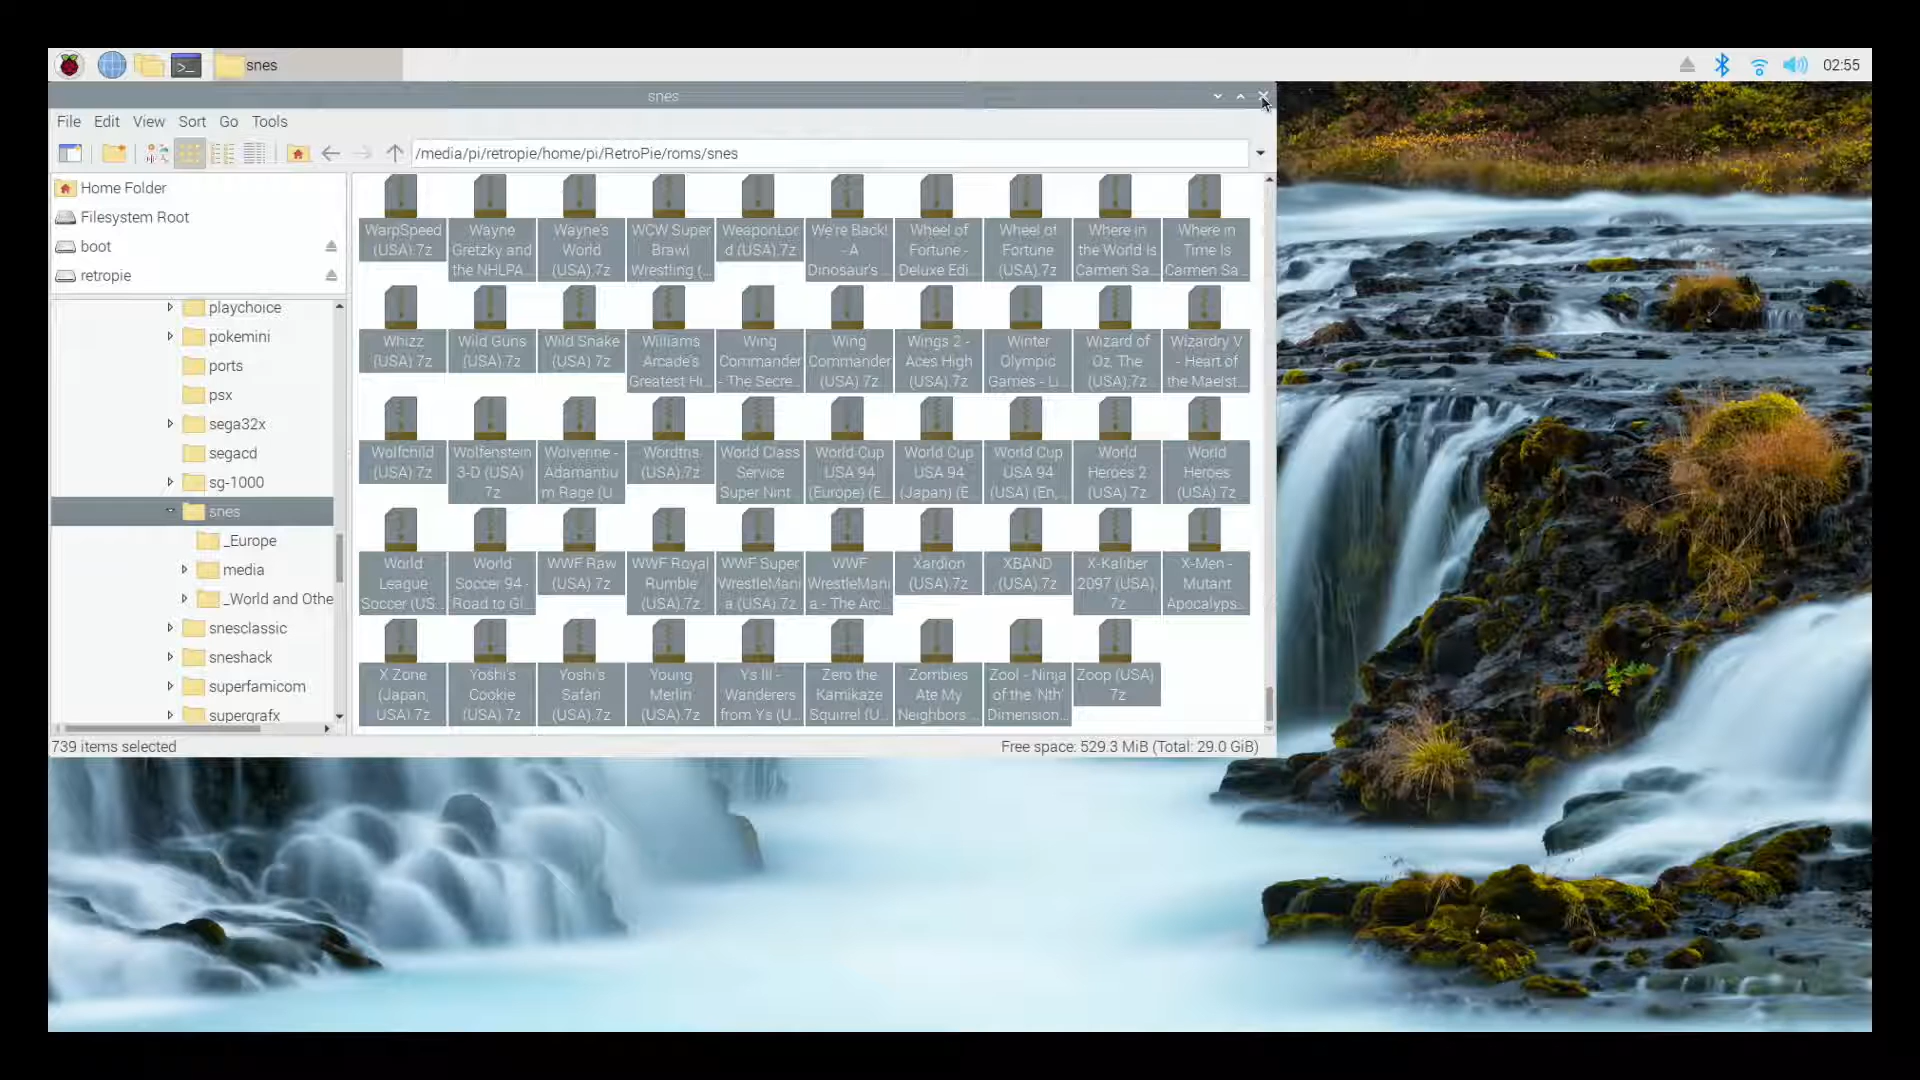 snes
02:55
snes
File Edit View Sort Go Tools
/media/pi/retropie/home/pi/RetroPie/roms/snes
Home Folder
Filesystem Root
boot
retropie
playchoice
pokemini
ports
psx
sega32x
segacd
sg-1000
snes
_Europe
media
_World and Othe
snesclassic
sneshack
superfamicom
supergrafx
WarpSpeed
(USA).7z
Wayne
Gretzky and
the NHLPA...
Wayne's
World
(USA).7z
WCW Super
Brawl
Wrestling (...
WeaponLor
d (USA).7z
We're Back!
- A
Dinosaur's ...
Wheel of
Fortune -
Deluxe Edi...
Wheel of
Fortune
(USA).7z
Where in
the World Is
Carmen Sa...
Where in
Time Is
Carmen Sa...
Whizz
(USA).7z
Wild Guns
(USA).7z
Wild Snake
(USA).7z
Williams
Arcade's
Greatest Hi...
Wing
Commander
- The Secre...
Wing
Commander
(USA).7z
Wings 2 -
Aces High
(USA).7z
Winter
Olympic
Games - Li...
Wizard of
Oz, The
(USA).7z
Wizardry V
- Heart of
the Maelst...
Wolfchild
(USA).7z
Wolfenstein
3-D (USA).
7z
Wolverine -
Adamantiu
m Rage (U...
Wordtris
(USA).7z
World Class
Service
Super Nint...
World Cup
USA 94
(Europe) (E...
World Cup
USA 94
(Japan) (E...
World Cup
USA 94
(USA) (En,...
World
Heroes 2
(USA).7z
World
Heroes
(USA).7z
World
League
Soccer (US...
World
Soccer 94 -
Road to Gl...
WWF Raw
(USA).7z
WWF Royal
Rumble
(USA).7z
WWF Super
WrestleMani
a (USA).7z
WWF
WrestleMani
a - The Arc...
Xardion
(USA).7z
XBAND
(USA).7z
X-Kaliber
2097 (USA).
7z
X-Men -
Mutant
Apocalyps...
X Zone
(Japan,
USA).7z
Yoshi's
Cookie
(USA).7z
Yoshi's
Safari
(USA).7z
Young
Merlin
(USA).7z
Ys III -
Wanderers
from Ys (U...
Zero the
Kamikaze
Squirrel (U...
Zombies
Ate My
Neighbors ...
Zool - Ninja
of the 'Nth'
Dimension...
Zoop (USA).
7z
739 items selected
Free space: 529.3 MiB (Total: 29.0 GiB)